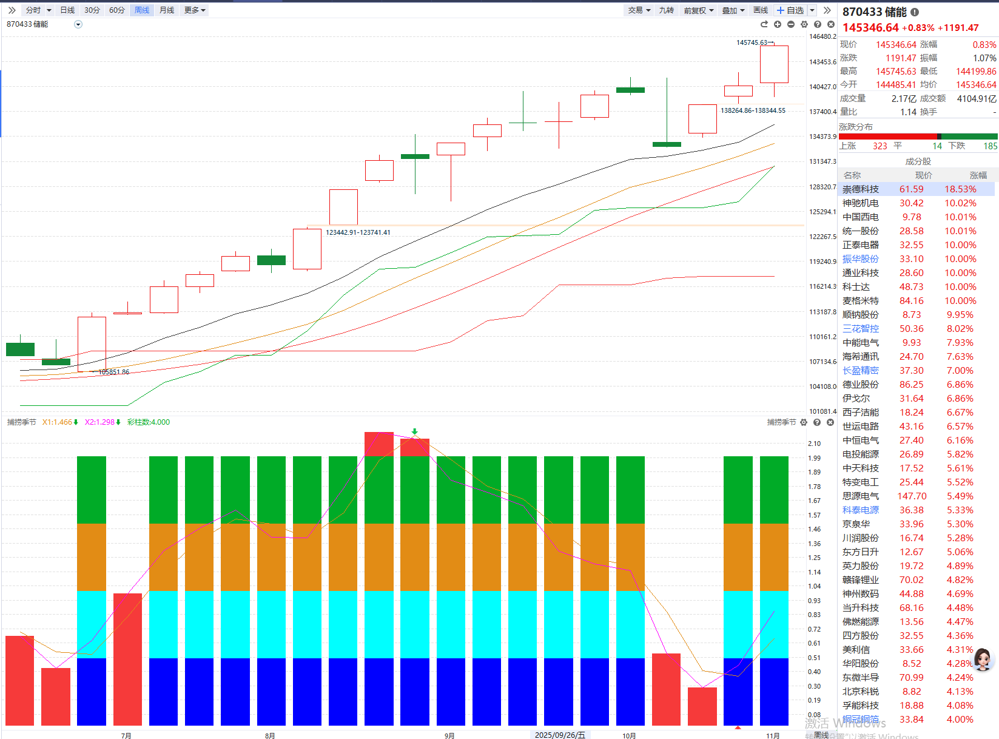 分时 日线 30分 60分 周线 月线 更多 交易 九转 前复权 叠加 画线 自选
870433 储能
145745.63
138264.86-138344.55
123442.91-123741.41
105851.86
146480.2
143453.6
140427.0
137400.4
134373.9
131347.3
128320.7
125294.1
122267.5
119240.9
116214.3
113187.8
110161.2
107134.6
104108.0
101081.4
捕捞季节 X1:1.466 X2:1.298 彩柱数:4.000 捕捞季节
2.10
1.99
1.89
1.78
1.67
1.57
1.46
1.36
1.25
1.14
1.04
0.93
0.83
0.72
0.61
0.51
0.40
0.30
0.19
0.08
7月 8月 9月 2025/09/26/五 10月 11月 周线
870433 储能
145346.64 +0.83% +1191.47
现价 145346.64 涨幅 0.83%
涨跌 1191.47 振幅 1.07%
最高 145745.63 最低 144199.86
今开 144485.41 均价 145346.64
成交量 2.17亿 成交额 4104.91亿
量比 1.14 换手 -
涨跌分布
上涨 323 平 14 下跌 185
成分股
名称 现价 涨幅
崇德科技 61.59 18.53%
神驰机电 30.42 10.02%
中国西电 9.78 10.01%
统一股份 28.58 10.01%
正泰电器 32.55 10.00%
振华股份 33.10 10.00%
通业科技 28.60 10.00%
科士达 48.73 10.00%
麦格米特 84.16 10.00%
顺钠股份 8.73 9.95%
三花智控 50.36 8.02%
中能电气 9.93 7.93%
海希通讯 24.70 7.63%
长盈精密 37.30 7.00%
德业股份 86.25 6.86%
伊戈尔 31.64 6.86%
西子洁能 18.24 6.67%
世运电路 43.16 6.57%
中恒电气 27.40 6.16%
电投能源 26.89 5.82%
中天科技 17.52 5.61%
特变电工 25.44 5.52%
思源电气 147.70 5.49%
科泰电源 36.38 5.33%
京泉华 33.96 5.30%
川润股份 16.74 5.28%
东方日升 12.67 5.06%
英力股份 19.72 4.89%
赣锋锂业 70.02 4.82%
神州数码 44.88 4.69%
当升科技 68.16 4.48%
佛燃能源 13.56 4.47%
四方股份 32.55 4.36%
美利信 33.66 4.31%
华阳股份 8.52 4.28%
东微半导 70.99 4.24%
北京科锐 8.82 4.13%
孚能科技 18.88 4.08%
铜冠铜箔 33.84 4.00%
激活 Windows
"以激活 Windows